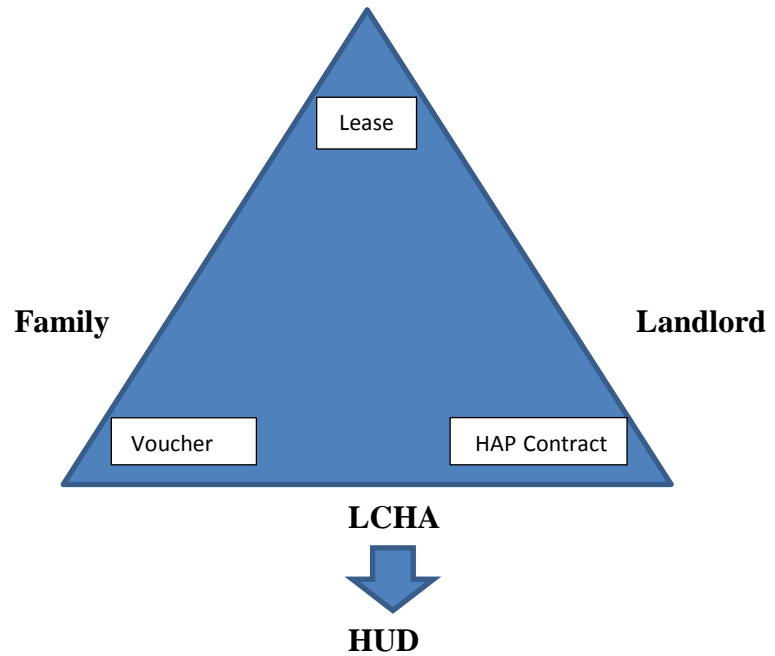 Lease
Family
Landlord
Voucher
HAP Contract
LCHA
HUD